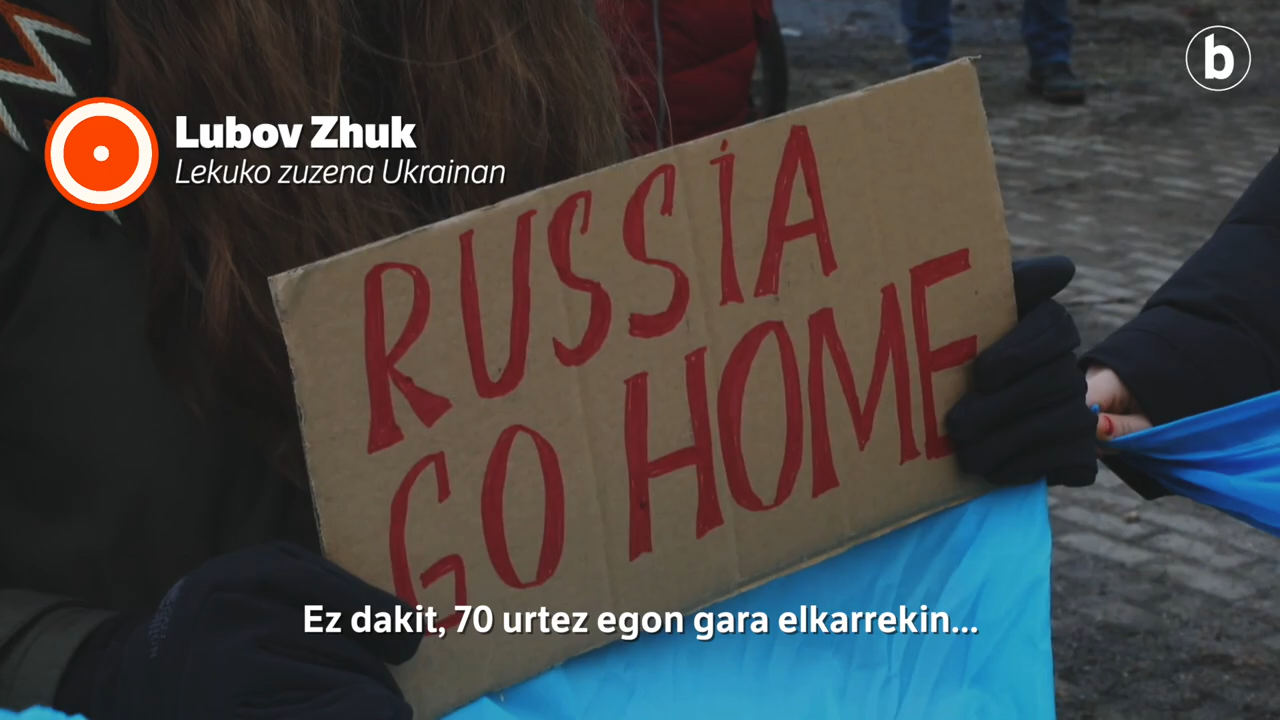 b
Lubov Zhuk
Lekuko zuzena Ukrainan
RUSSiA
GO HOME
Ez dakit, 70 urtez egon gara elkarrekin...